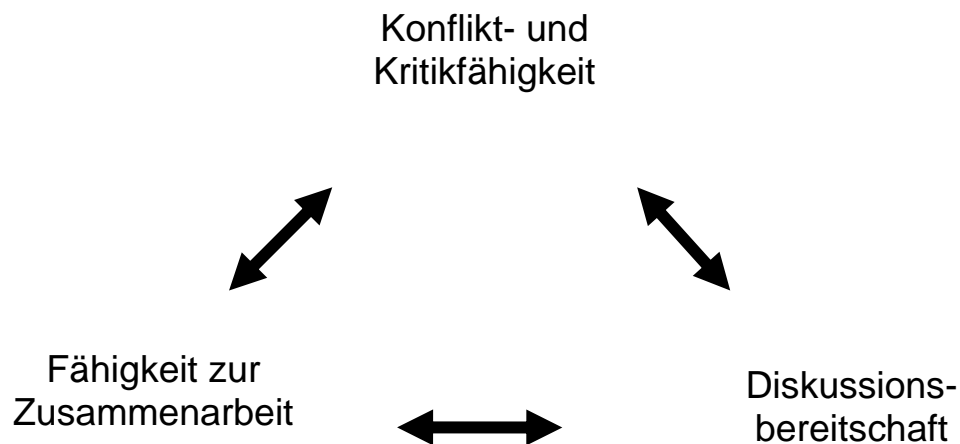 Konflikt- und
Kritikfähigkeit
Fähigkeit zur
Zusammenarbeit
Diskussions-
bereitschaft